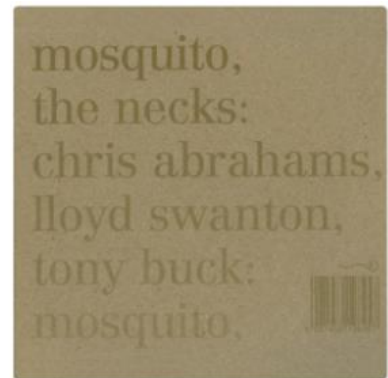 mosquito,
the necks:
chris abrahams,
lloyd swanton,
tony buck:
mosquito,